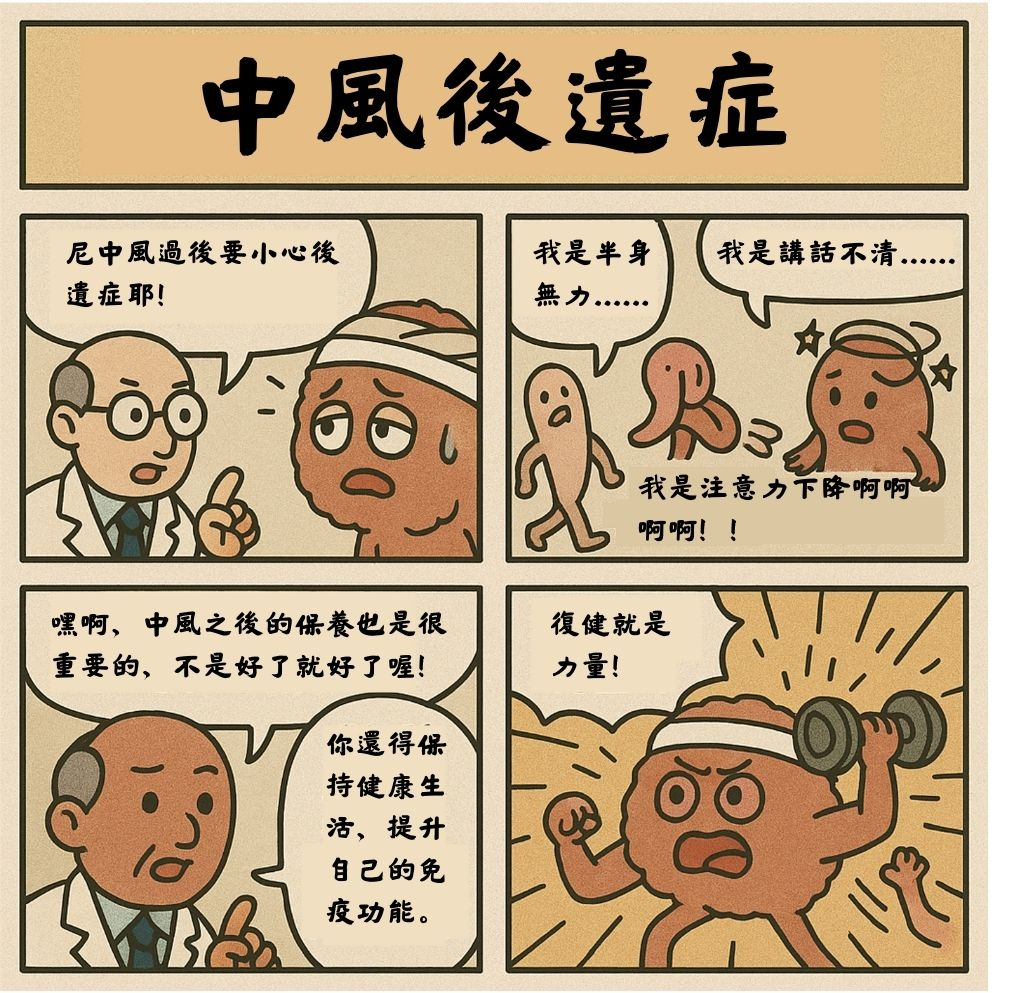 中風後遺症
尼中風過後要小心後
遺症耶!
我是半身
無力……
我是講話不清……
我是注意力下降啊啊
啊啊! !
嘿啊、中風之後的保養也是很
重要的、不是好了就好了喔!
你還得保
持健康生
活、提升
自己的免
疫功能。
復健就是
力量!